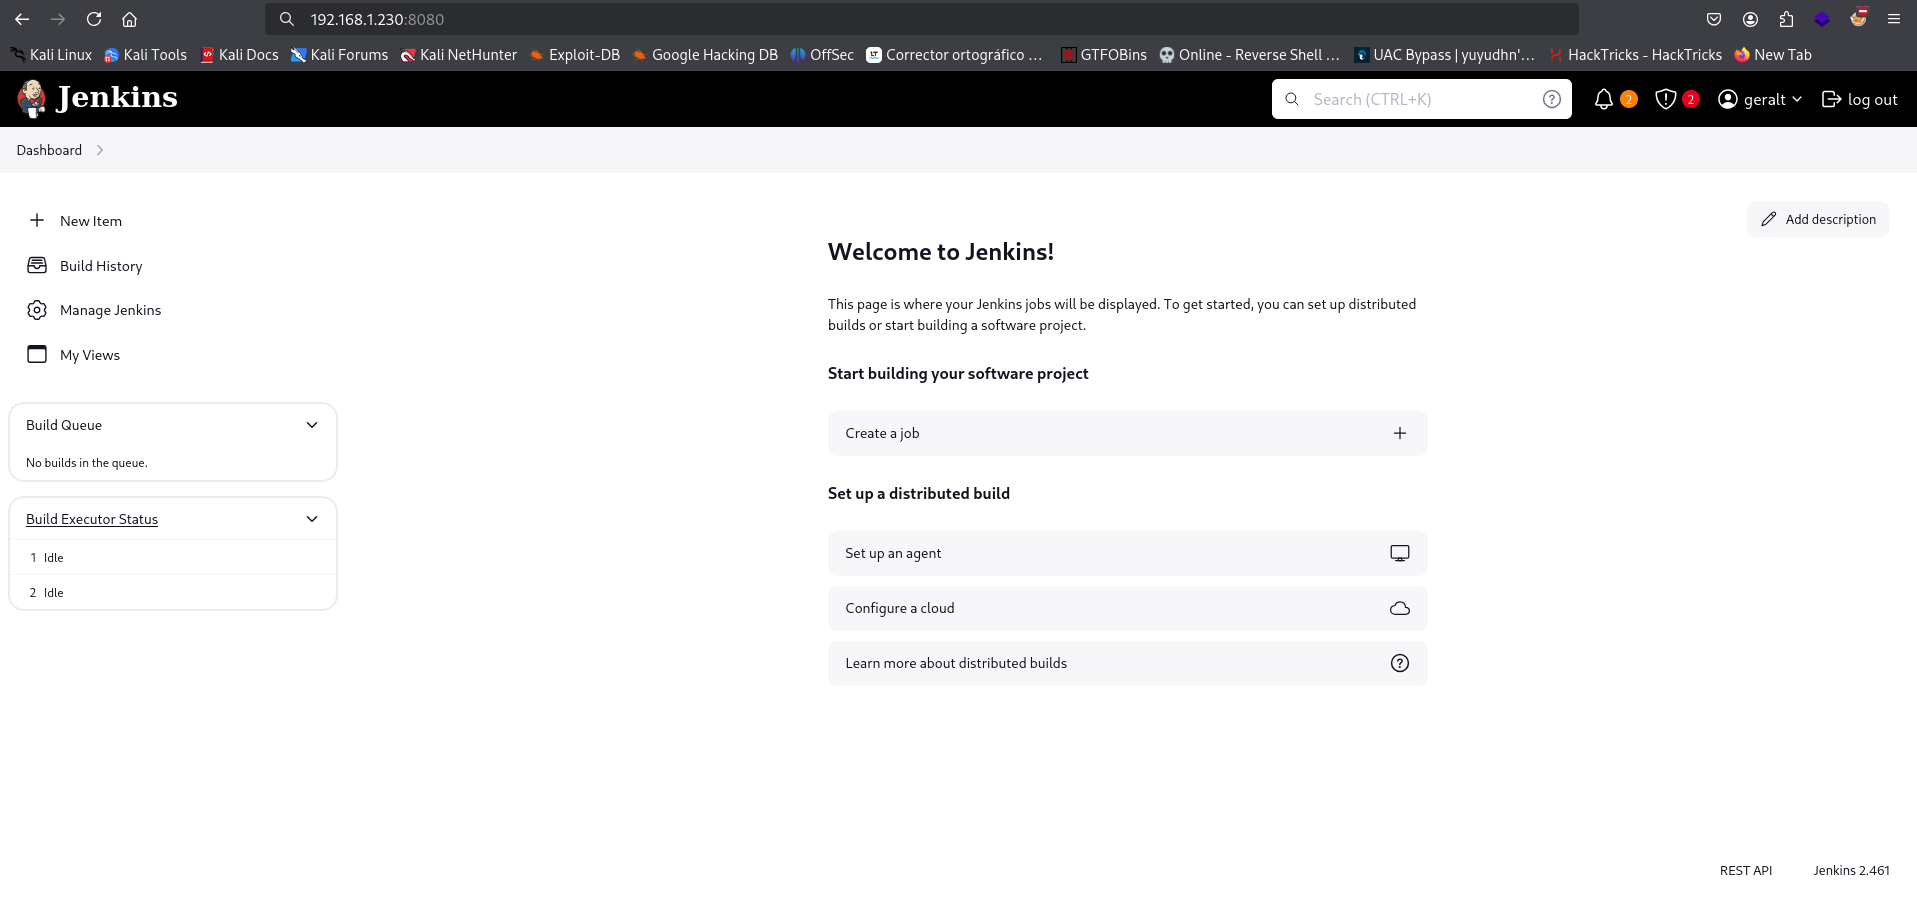 192.168.1.230:8080
Kali Linux Kali Tools Kali Docs Kali Forums Kali NetHunter Exploit-DB Google Hacking DB OffSec Corrector ortográfico ... GTFOBins Online - Reverse Shell ... UAC Bypass | yuyudhn'... HackTricks - HackTricks New Tab
Jenkins Search (CTRL+K) ? 2 2 geralt log out
Dashboard
New Item
Build History
Manage Jenkins
My Views
Build Queue
No builds in the queue.
Build Executor Status
1 Idle
2 Idle
Add description
Welcome to Jenkins!
This page is where your Jenkins jobs will be displayed. To get started, you can set up distributed
builds or start building a software project.
Start building your software project
Create a job
Set up a distributed build
Set up an agent
Configure a cloud
Learn more about distributed builds ?
REST API Jenkins 2.461